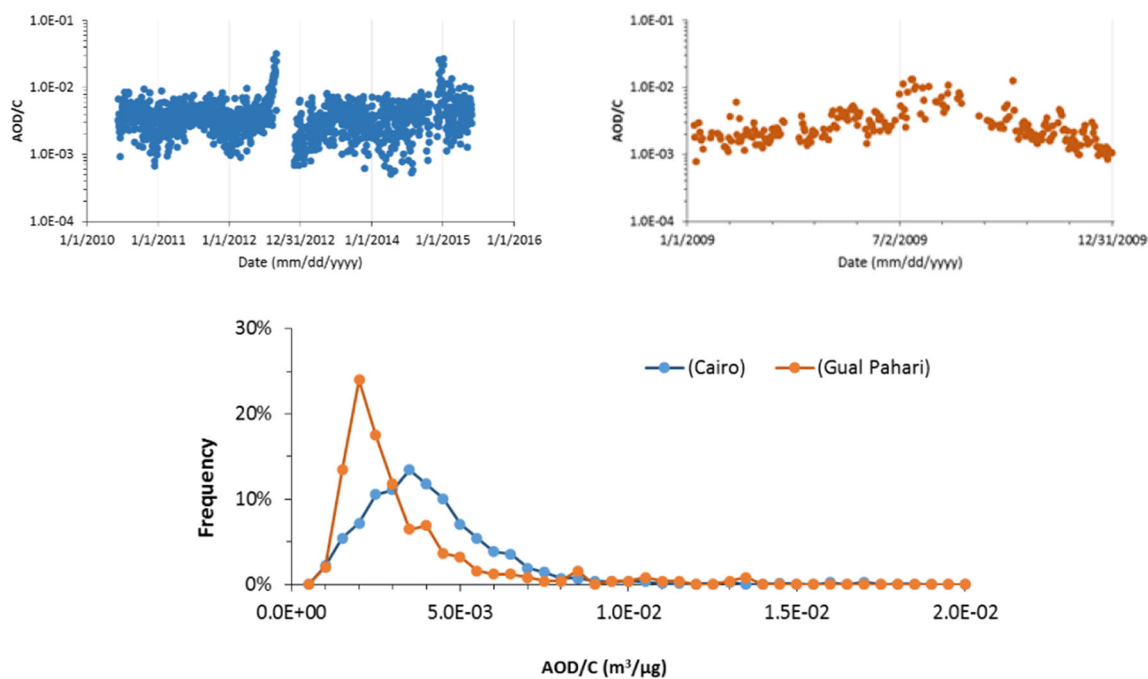 1.0E-01
1.0E-02
1.0E-03
1.0E-04
AOD/C
1/1/2010 1/1/2011 1/1/2012 12/31/2012 1/1/2014 1/1/2015 1/1/2016
Date (mm/dd/yyyy)
1.0E-01
1.0E-02
1.0E-03
1.0E-04
AOD/C
1/1/2009 7/2/2009 12/31/2009
Date (mm/dd/yyyy)
30%
20%
10%
0%
Frequency
(Cairo) (Gual Pahari)
0.0E+00 5.0E-03 1.0E-02 1.5E-02 2.0E-02
AOD/C (m³/µg)